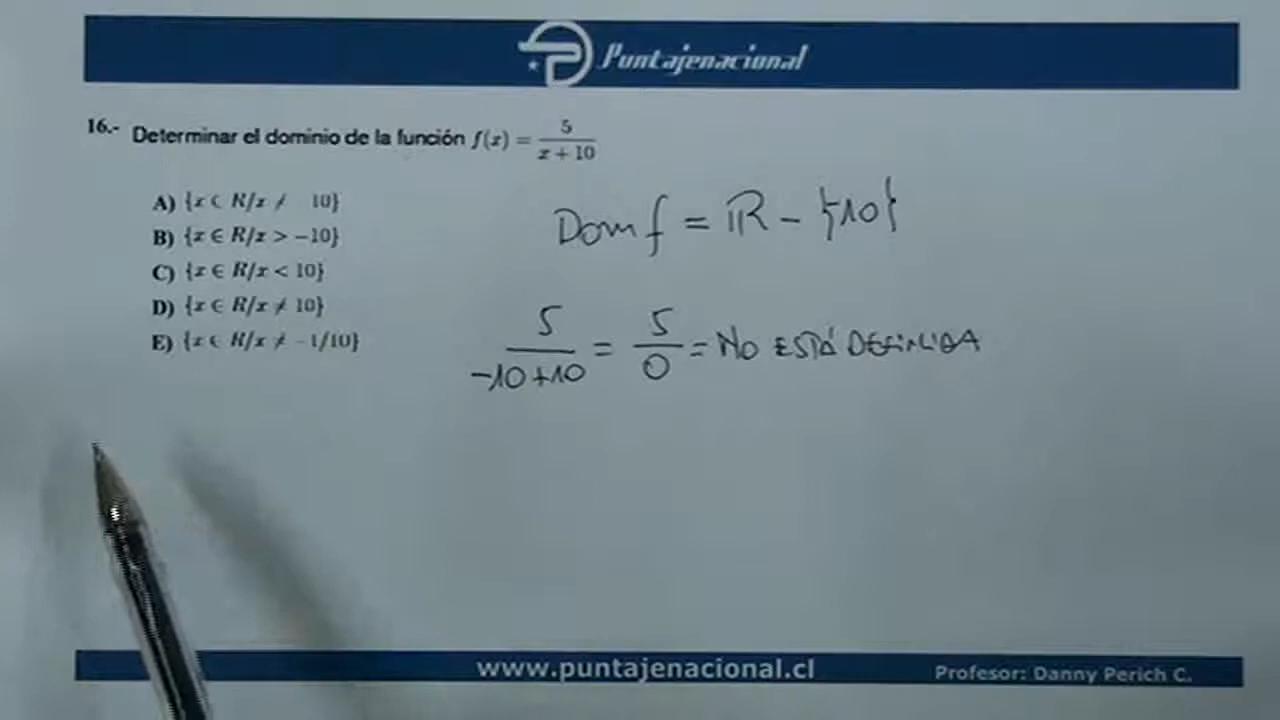 Puntajenacional
16.- Determinar el dominio de la función f(x) = 5/(x + 10)
A) {x ∈ R/x ≠ 10}
B) {x ∈ R/x > −10}
C) {x ∈ R/x < 10}
D) {x ∈ R/x ≠ 10}
E) {x ∈ R/x ≠ −1/10}
Dom f = ℝ − {10}
5/(−10+10) = 5/0 = NO ESTÁ DEFINIDA
www.puntajenacional.cl
Profesor: Danny Perich C.